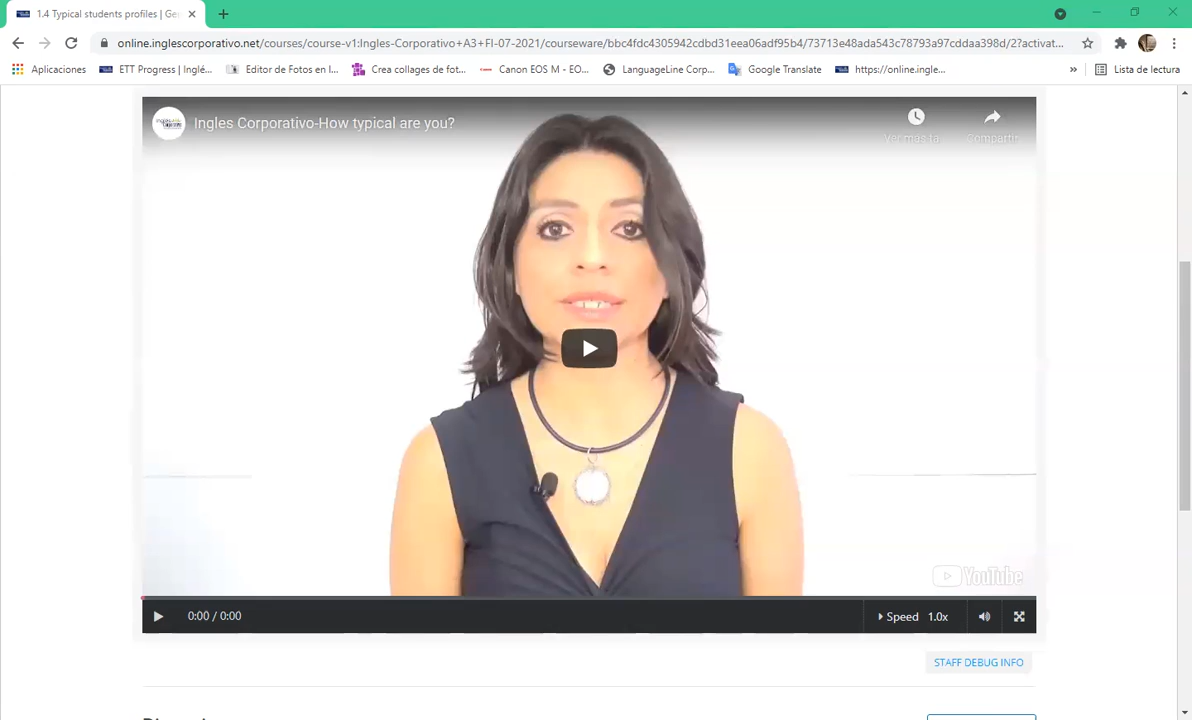 1.4 Typical students profiles | Ge
online.inglescorporativo.net/courses/course-v1:Ingles-Corporativo+A3+FI-07-2021/courseware/bbc4fdc4305942cdbd31eea06adf95b4/73713e48ada543c78793a97cddaa398d/2?activat...
Aplicaciones
ETT Progress | Inglé...
Editor de Fotos en l...
Crea collages de fot...
Canon EOS M - EO...
LanguageLine Corp...
Google Translate
https://online.ingle...
»
Lista de lectura
Ingles Corporativo-How typical are you?
Ver más ta
Compartir
YouTube
0:00 / 0:00
Speed 1.0x
STAFF DEBUG INFO